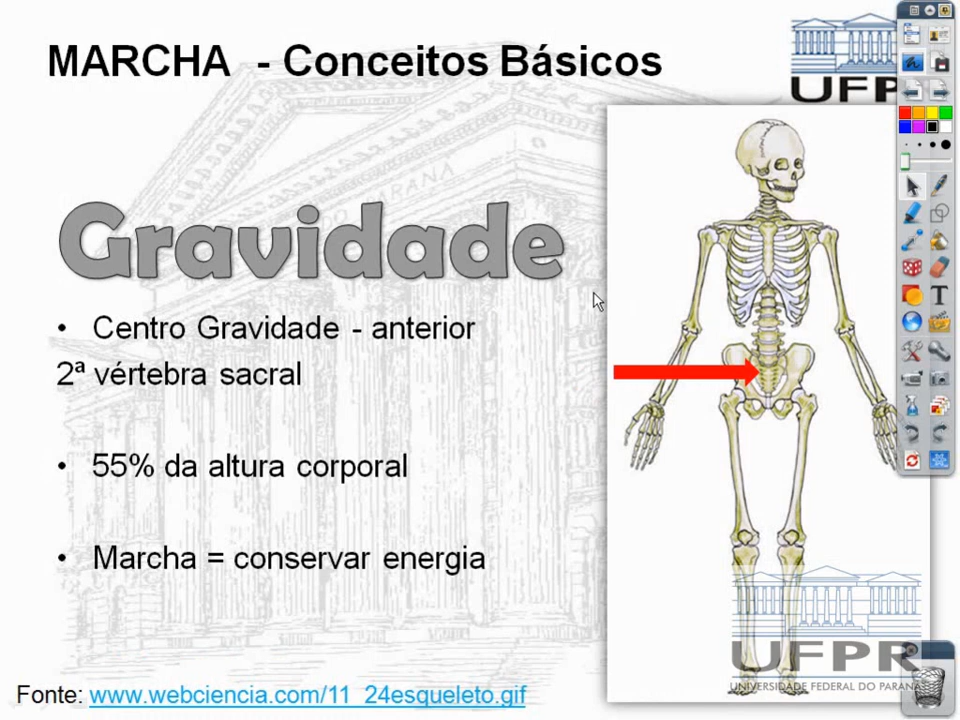 MARCHA - Conceitos Básicos
UFPR
Gravidade
• Centro Gravidade - anterior
2ª vértebra sacral
• 55% da altura corporal
• Marcha = conservar energia
UFPR
UNIVERSIDADE FEDERAL DO PARANÁ
Fonte: www.webciencia.com/11_24esqueleto.gif